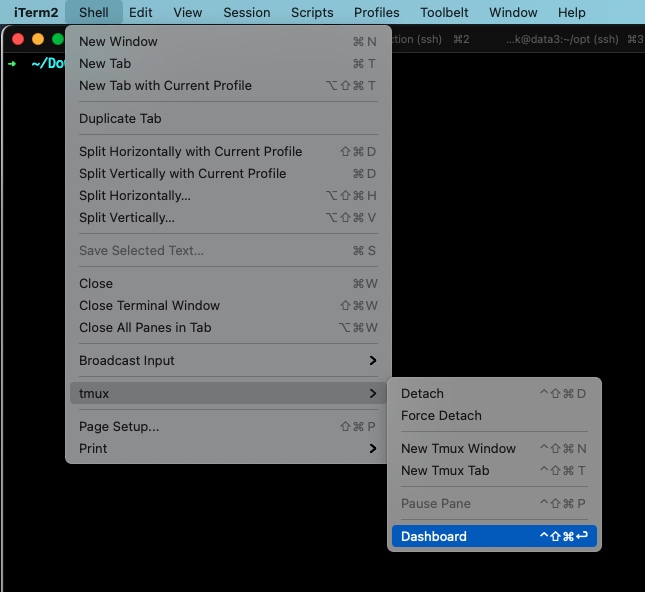 iTerm2 Shell Edit View Session Scripts Profiles Toolbelt Window Help
ction (ssh) ⌘2 ...k@data3:~/opt (ssh) ⌘3
➜ ~/Do
New Window ⌘N
New Tab ⌘T
New Tab with Current Profile ⌥⇧⌘T
Duplicate Tab
Split Horizontally with Current Profile ⇧⌘D
Split Vertically with Current Profile ⌘D
Split Horizontally... ⌥⇧⌘H
Split Vertically... ⌥⇧⌘V
Save Selected Text... ⌘S
Close ⌘W
Close Terminal Window ⇧⌘W
Close All Panes in Tab ⌥⌘W
Broadcast Input
tmux
Page Setup... ⇧⌘P
Print
Detach ^⇧⌘D
Force Detach
New Tmux Window ^⇧⌘N
New Tmux Tab ^⇧⌘T
Pause Pane ^⇧⌘P
Dashboard ^⇧⌘↩